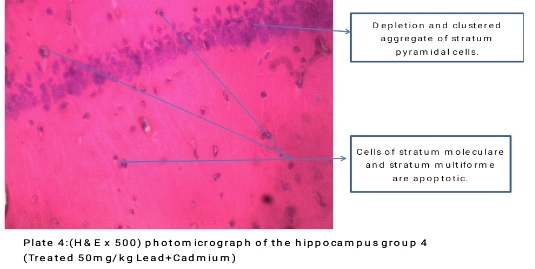 Depletion and clustered
aggregate of stratum
pyramidal cells.
Cells of stratum moleculare
and stratum multiforme
are apoptotic.
Plate 4:(H&E x 500) photomicrograph of the hippocampus group 4
(Treated 50mg/kg Lead+Cadmium)